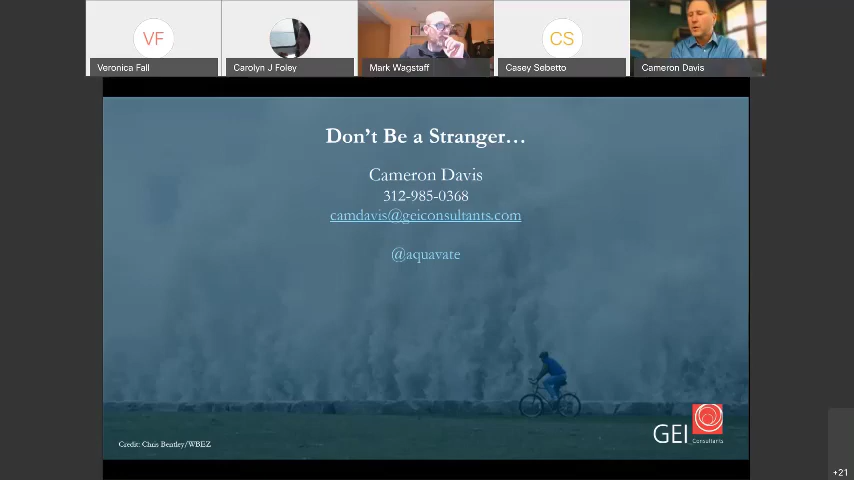 VF
CS
Veronica Fall
Carolyn J Foley
Mark Wagstaff
Casey Sebetto
Cameron Davis
Don't Be a Stranger...
Cameron Davis
312-985-0368
camdavis@geiconsultants.com
@aquavate
GEI
Consultants
Credit: Chris Bentley/WBEZ
+21